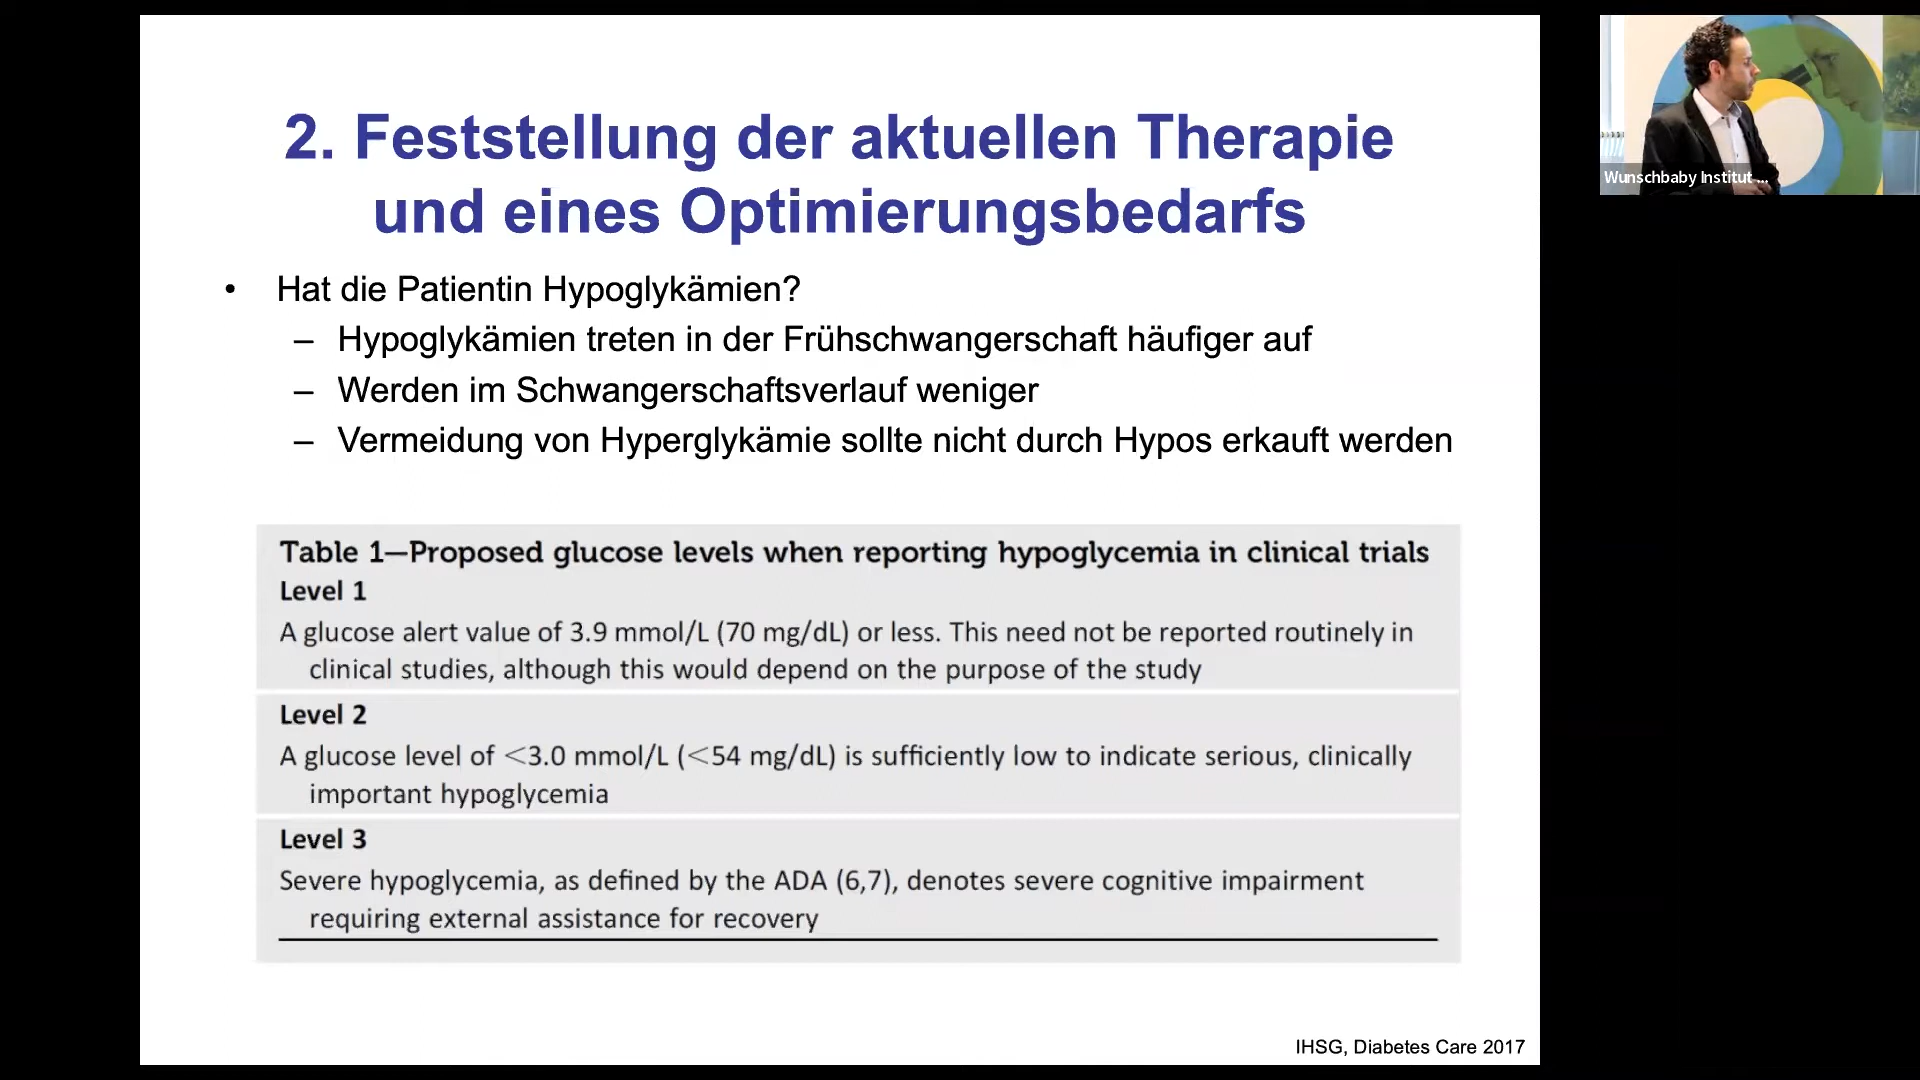 2. Feststellung der aktuellen Therapie
und eines Optimierungsbedarfs
• Hat die Patientin Hypoglykämien?
– Hypoglykämien treten in der Frühschwangerschaft häufiger auf
– Werden im Schwangerschaftsverlauf weniger
– Vermeidung von Hyperglykämie sollte nicht durch Hypos erkauft werden
Table 1—Proposed glucose levels when reporting hypoglycemia in clinical trials
Level 1
A glucose alert value of 3.9 mmol/L (70 mg/dL) or less. This need not be reported routinely in
clinical studies, although this would depend on the purpose of the study
Level 2
A glucose level of <3.0 mmol/L (<54 mg/dL) is sufficiently low to indicate serious, clinically
important hypoglycemia
Level 3
Severe hypoglycemia, as defined by the ADA (6,7), denotes severe cognitive impairment
requiring external assistance for recovery
IHSG, Diabetes Care 2017
Wunschbaby Institut ...